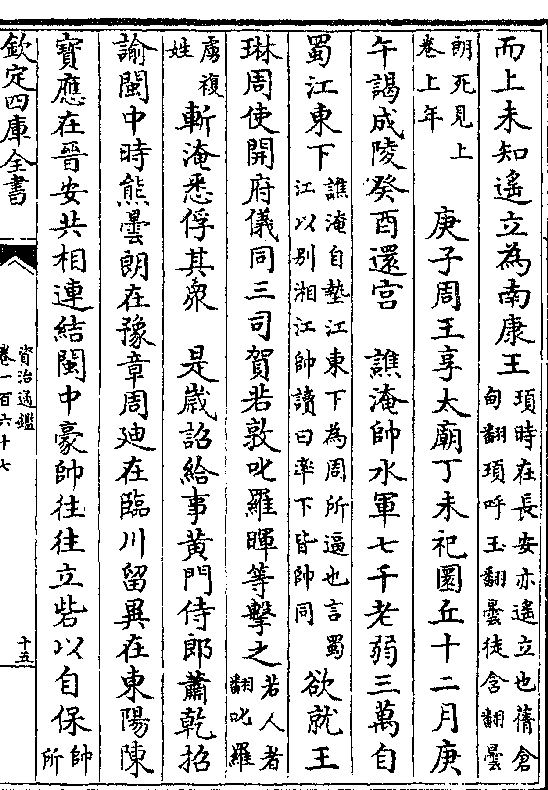 而上未知遙立為南康王頊時在長安亦遙立也蒨倉甸翻頊呼玉翻曇徒含翻曇
朗死見上卷上年　庚子周王享太廟丁未祀圜丘十二月庚
午謁成陵癸酉還宮　譙淹帥水軍七千老弱三萬自
蜀江東下譙淹自墊江東下為周所逼也言蜀江以别湘江帥讀曰率下皆帥同欲就王
琳周使開府儀同三司賀若敦叱羅暉等擊之若人者翻叱羅
虜複姓斬淹悉俘其衆　是歲詔給事黄門侍郎蕭乾招
諭閩中時熊曇朗在豫章周廸在臨川留異在東陽陳
寶應在晉安共相連結閩中豪帥往往立砦以自保帥所
欽定四庫全書
資治通鑑
卷一百六十七
十五